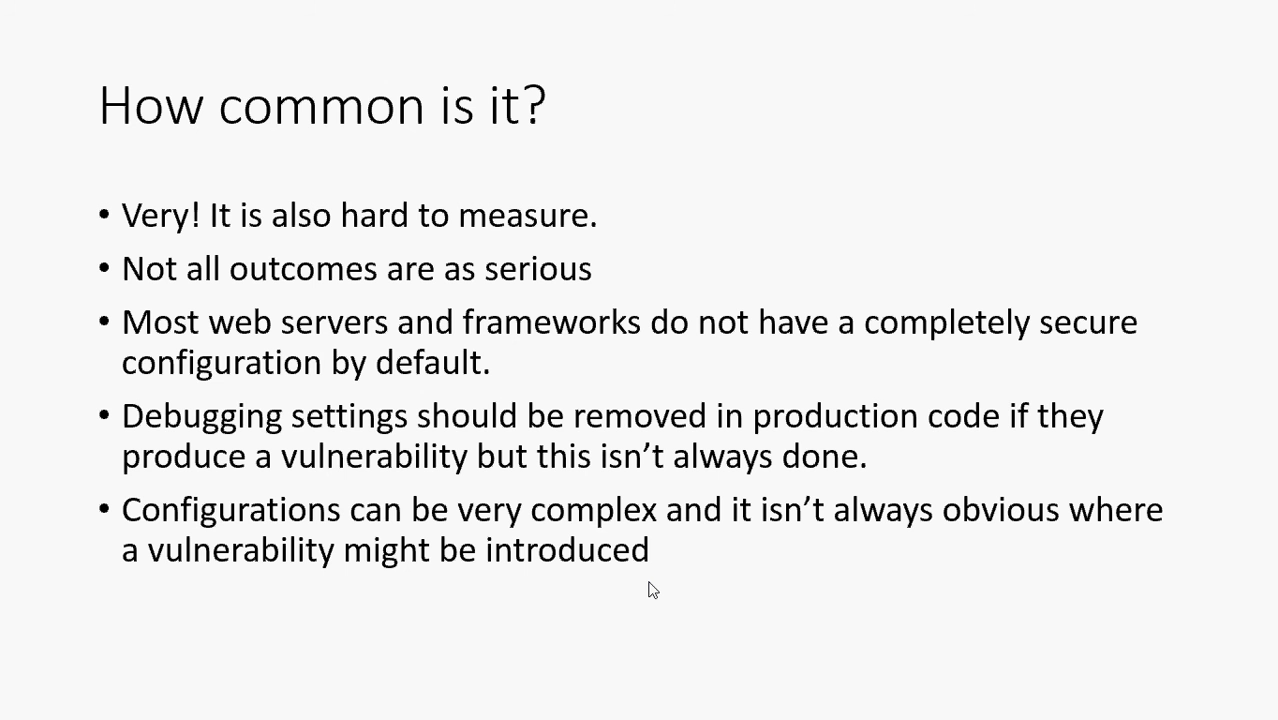 How common is it?
• Very! It is also hard to measure.
• Not all outcomes are as serious
• Most web servers and frameworks do not have a completely secure
configuration by default.
• Debugging settings should be removed in production code if they
produce a vulnerability but this isn’t always done.
• Configurations can be very complex and it isn’t always obvious where
a vulnerability might be introduced